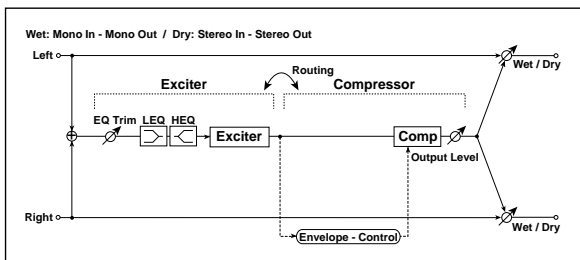 Wet: Mono In - Mono Out / Dry: Stereo In - Stereo Out
Left
Wet / Dry
Routing
Exciter
Compressor
EQ Trim LEQ HEQ
Exciter
Comp
Output Level
Right
Wet / Dry
Envelope - Control